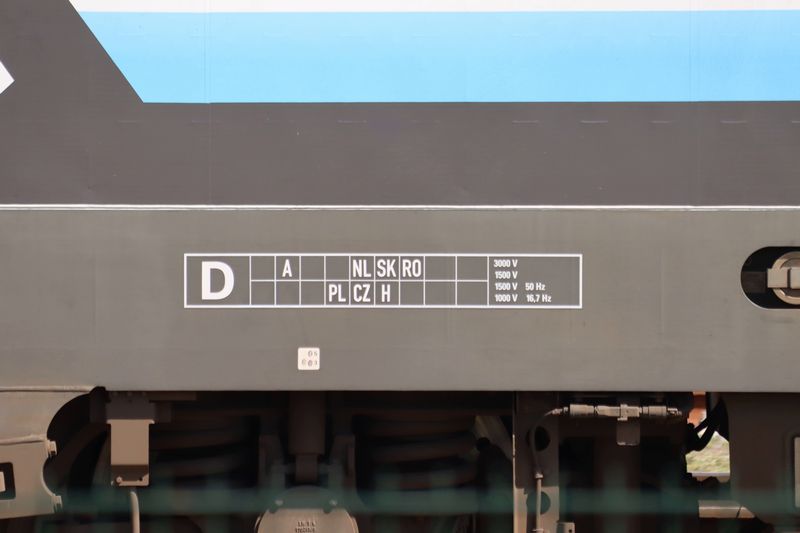 D
A NL SK RO
PL CZ H
3000 V
1500 V
1500 V 50 Hz
1000 V 16,7 Hz